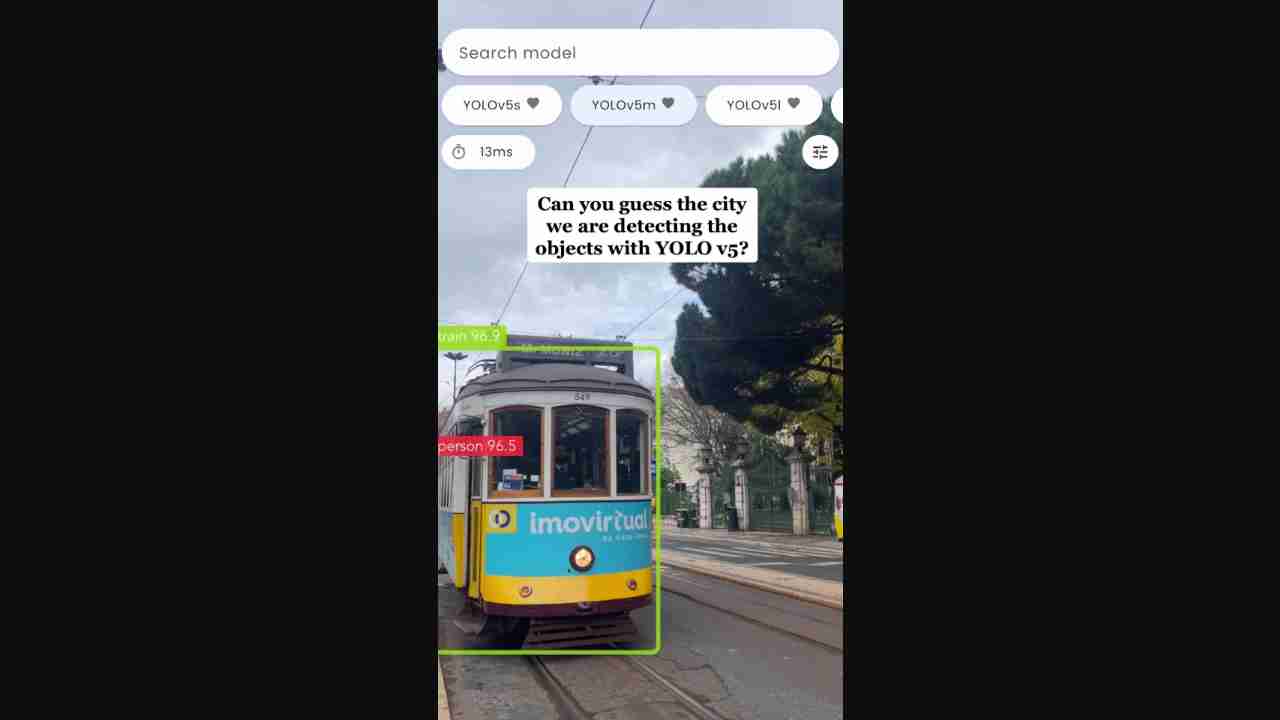 Search model
YOLOv5s
YOLOv5m
YOLOv5l
13ms
Can you guess the city
we are detecting the
objects with YOLO v5?
train 96.9
549
person 96.5
imovirtual